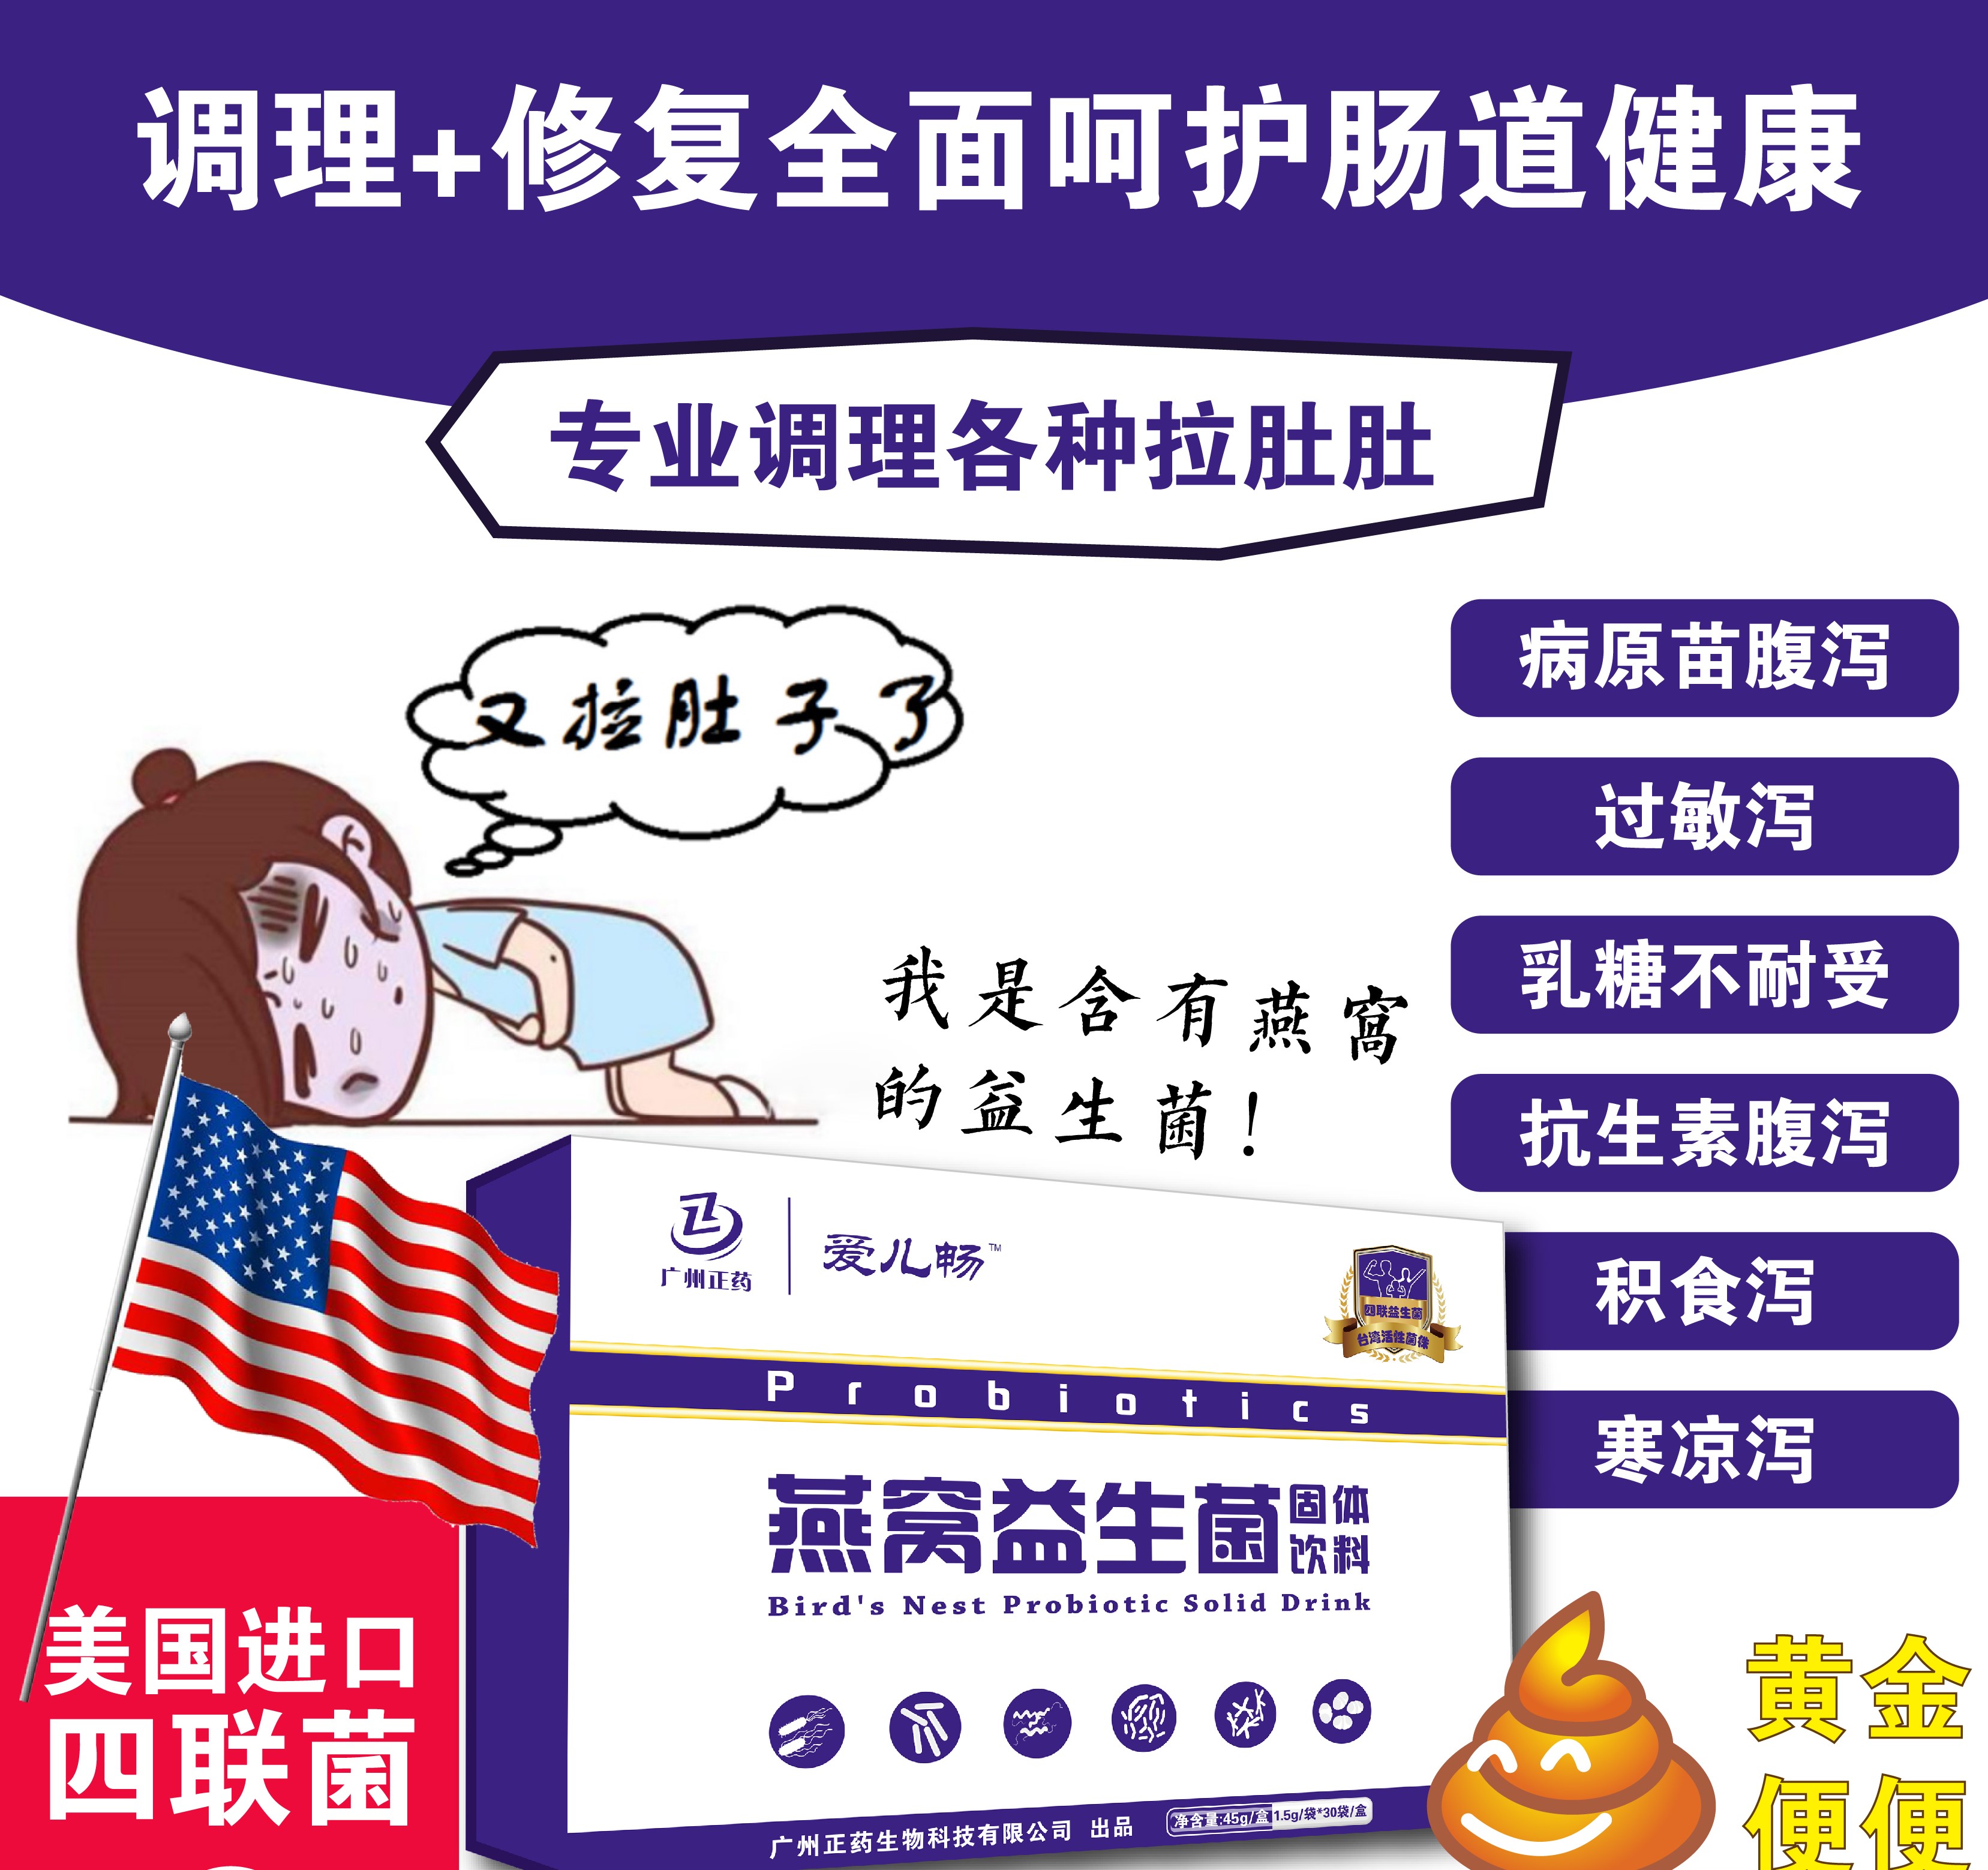 调理+修复全面呵护肠道健康
专业调理各种拉肚肚
又拉肚子了
病原苗腹泻
过敏泻
乳糖不耐受
抗生素腹泻
积食泻
寒凉泻
我是含有燕窝
的益生菌！
广州正药
爱儿畅™
四联益生菌
台湾活性菌株
Probiotics
燕窝益生菌固体
饮料
Bird's Nest Probiotic Solid Drink
广州正药生物科技有限公司 出品
净含量:45g/盒 1.5g/袋*30袋/盒
美国进口
四联菌
黄金
便便